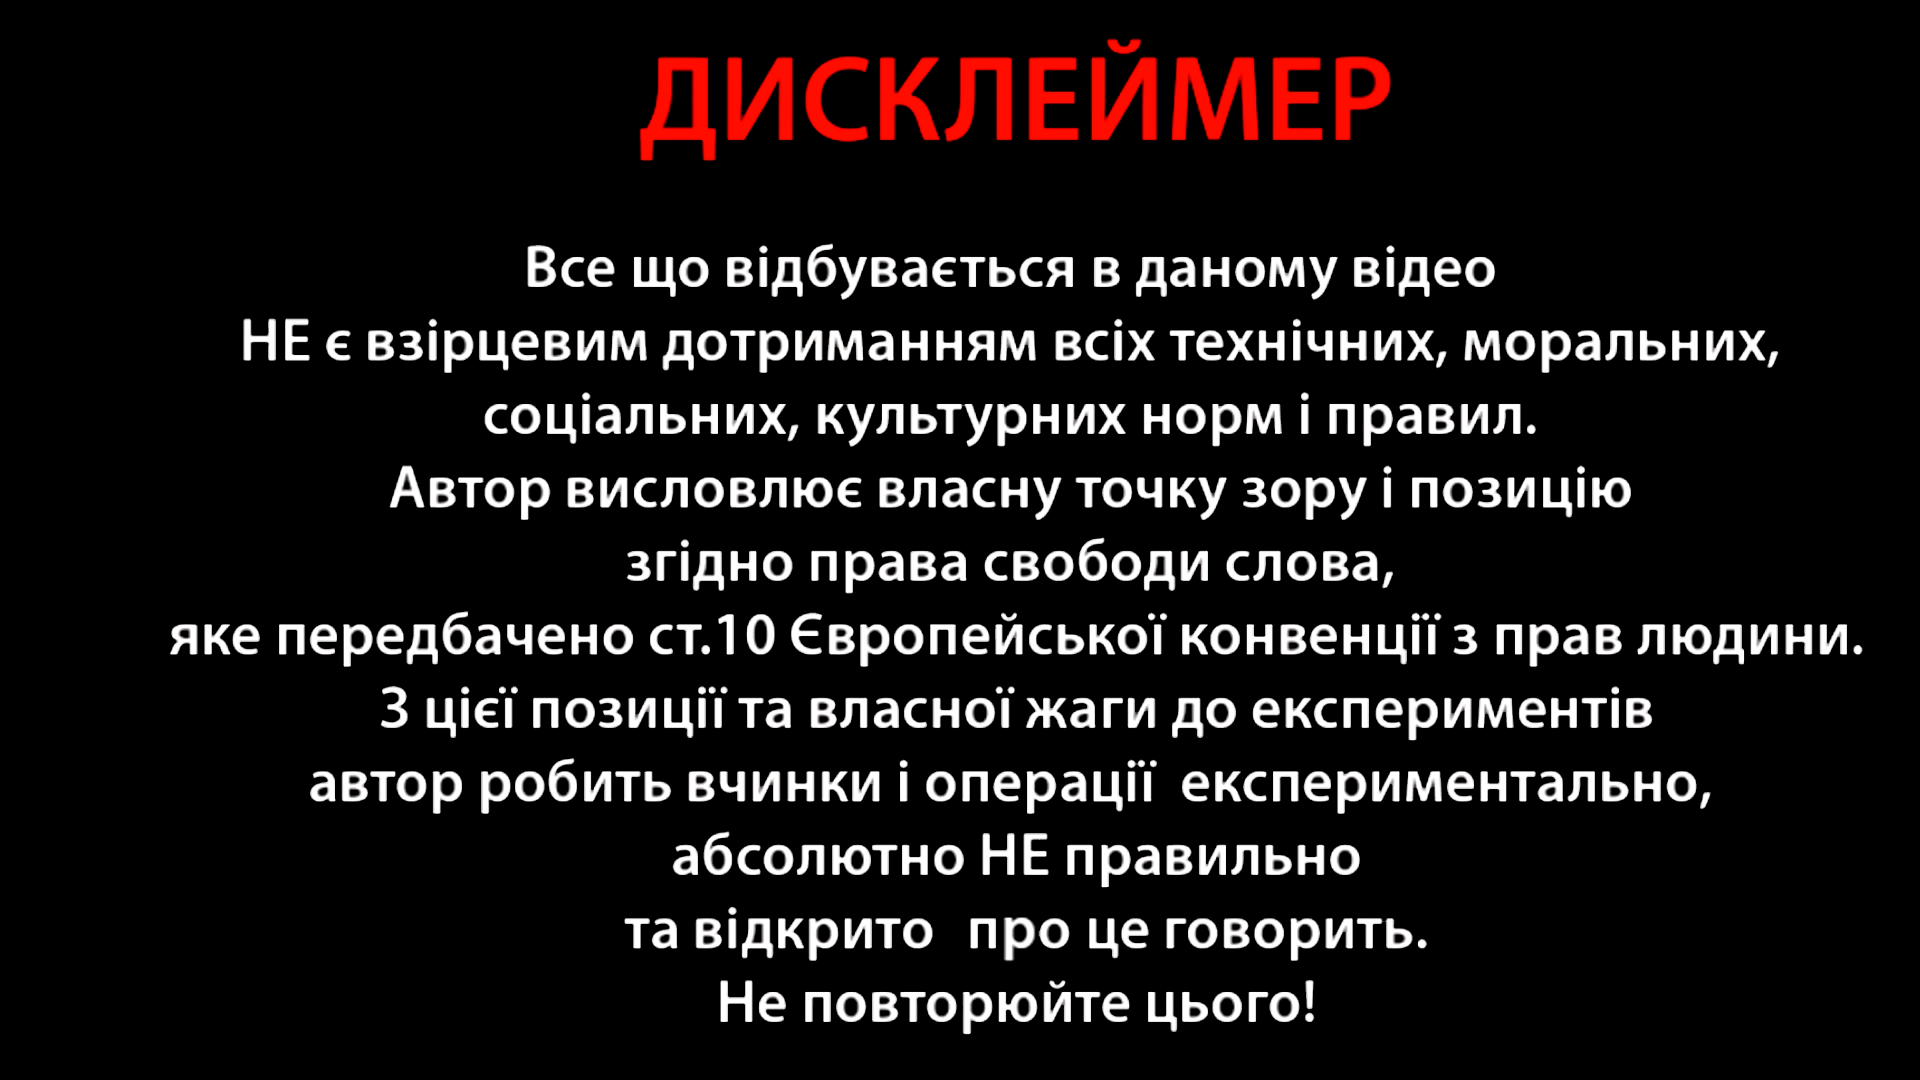 ДИСКЛЕЙМЕР
Все що відбувається в даному відео
НЕ є взірцевим дотриманням всіх технічних, моральних,
соціальних, культурних норм і правил.
Автор висловлює власну точку зору і позицію
згідно права свободи слова,
яке передбачено ст.10 Європейської конвенції з прав людини.
З цієї позиції та власної жаги до експериментів
автор робить вчинки і операції  експериментально,
абсолютно НЕ правильно
та відкрито  про це говорить.
Не повторюйте цього!